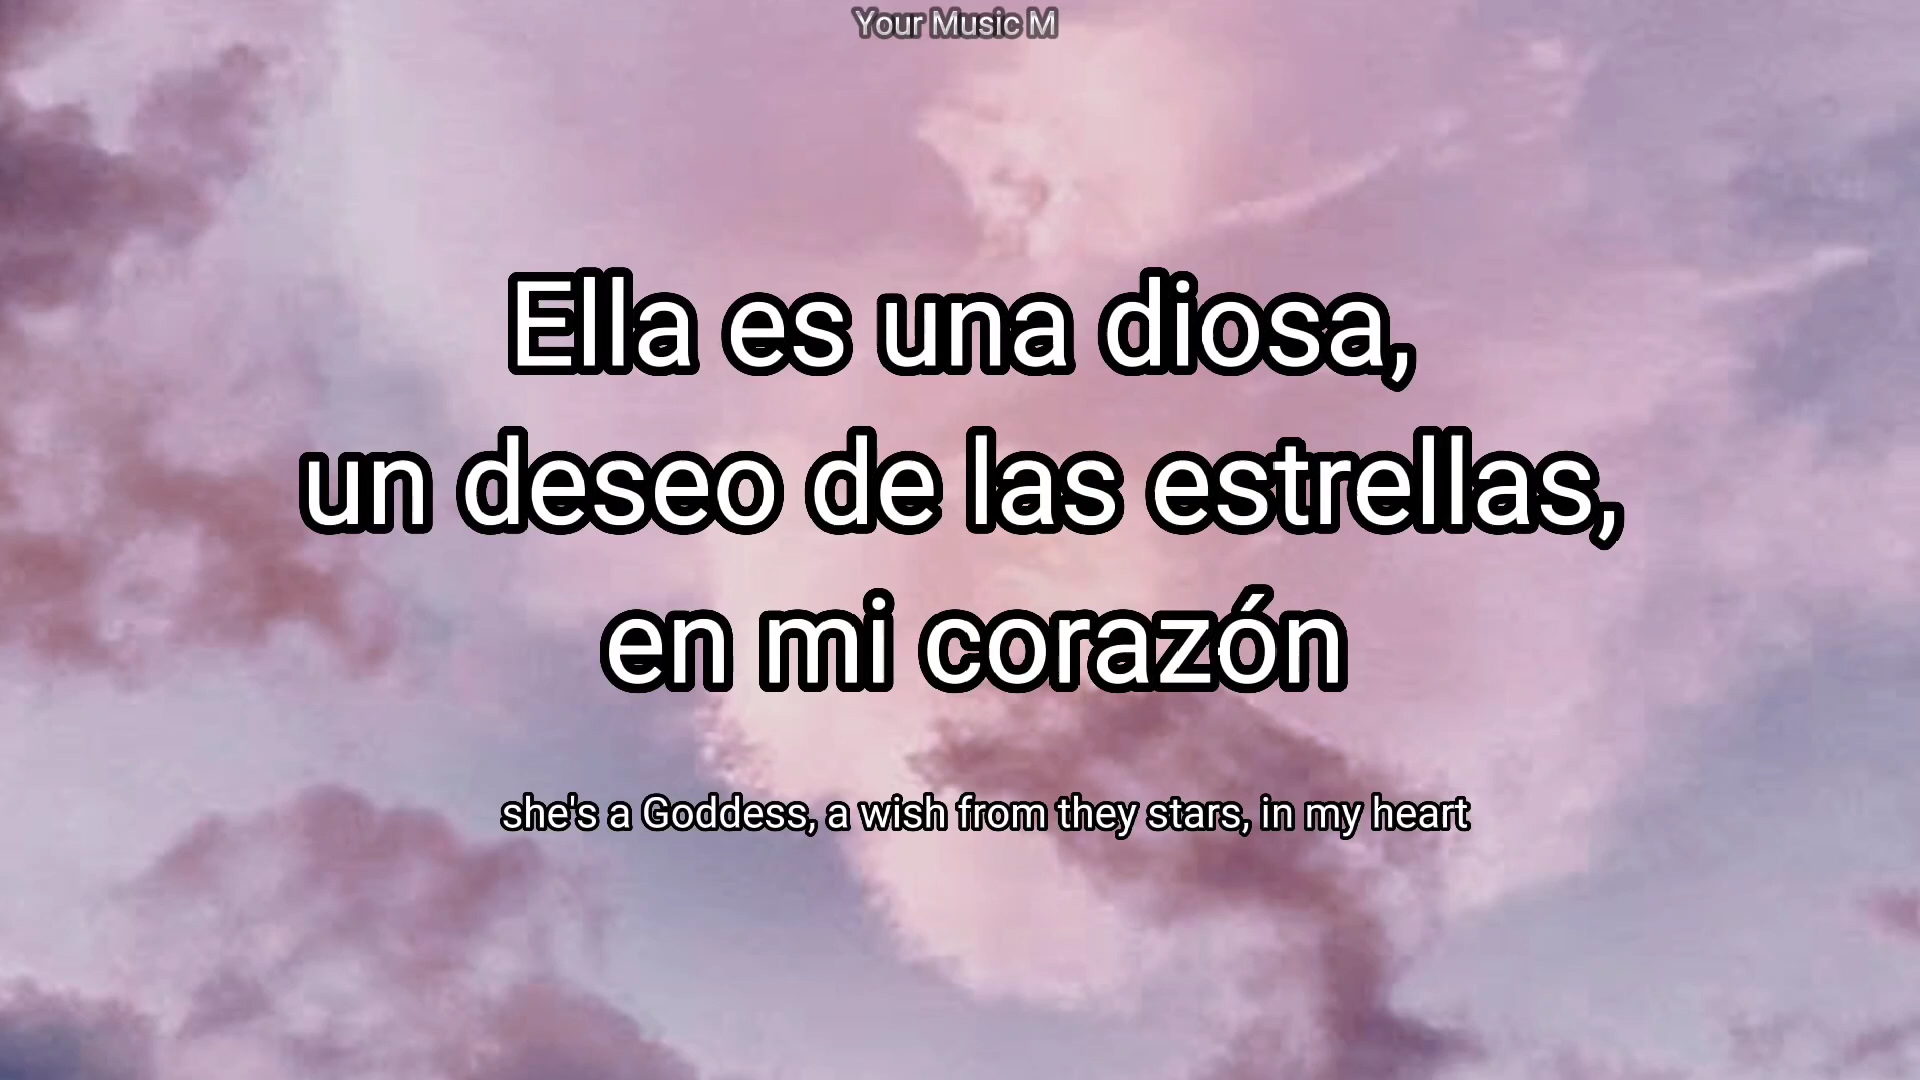 Your Music M
Ella es una diosa,
un deseo de las estrellas,
en mi corazón
she's a Goddess, a wish from they stars, in my heart